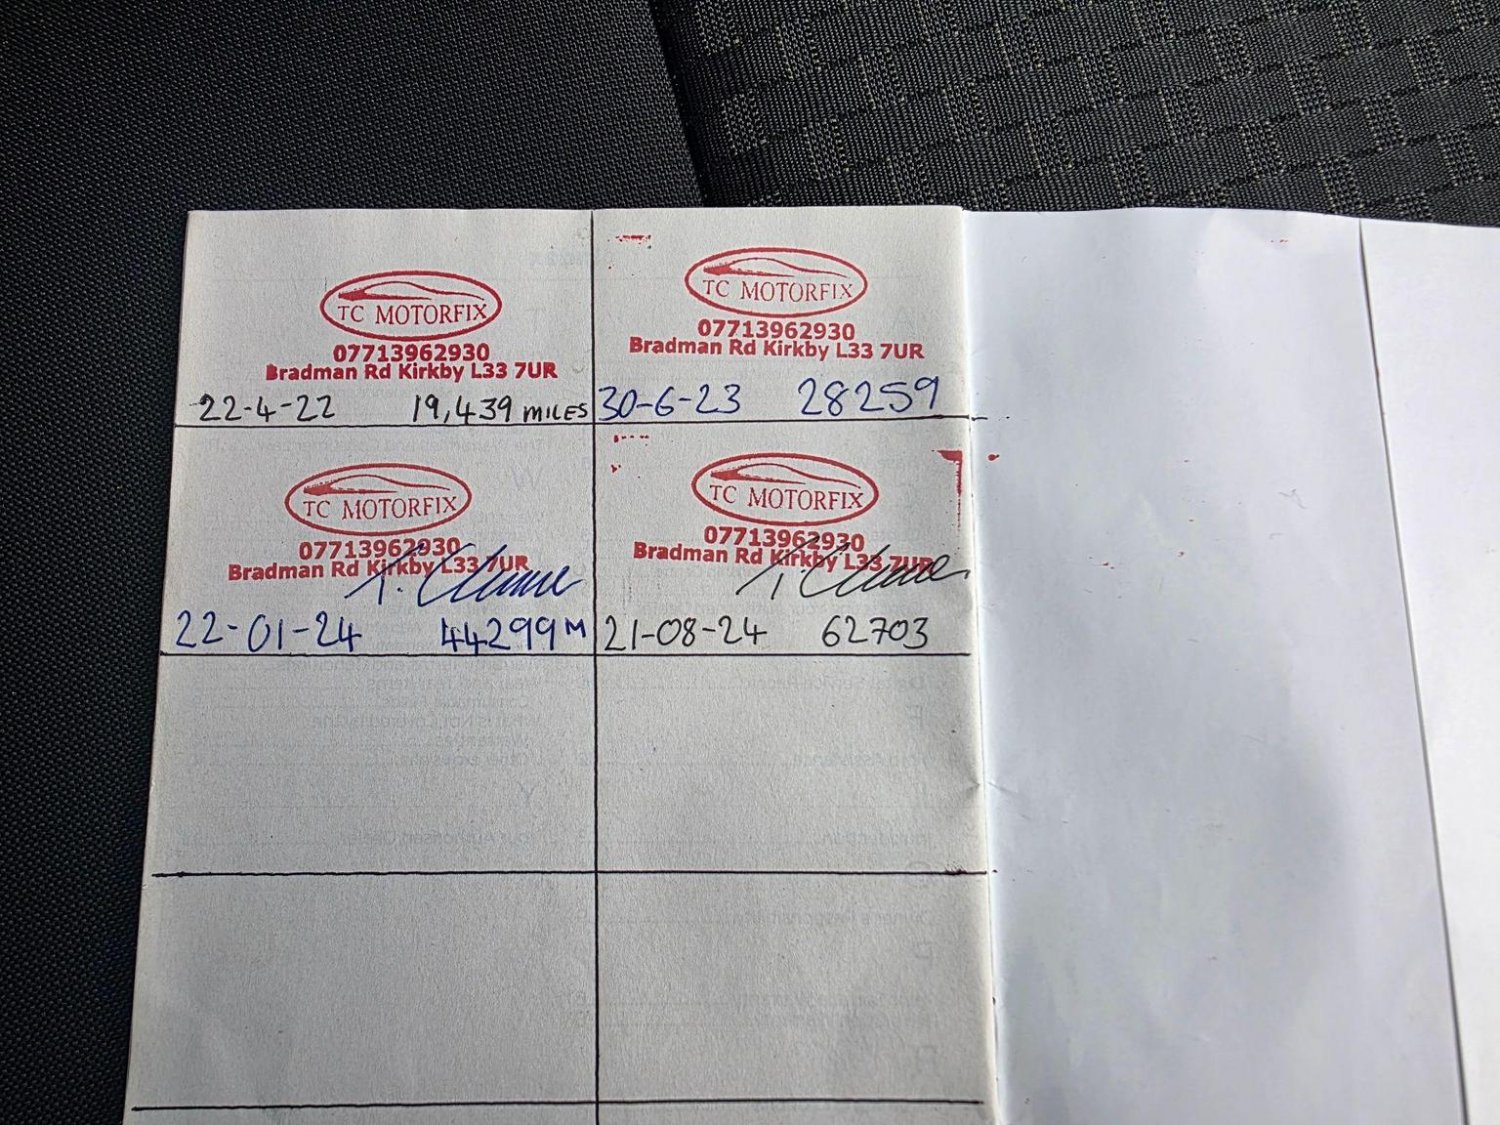 TC MOTORFIX
07713962930
Bradman Rd Kirkby L33 7UR
22-4-22 19,439 MILES
TC MOTORFIX
07713962930
Bradman Rd Kirkby L33 7UR
30-6-23 28259
TC MOTORFIX
07713962930
Bradman Rd Kirkby L33 7UR
22-01-24 44299M
TC MOTORFIX
07713962930
Bradman Rd Kirkby L33 7UR
21-08-24 62703